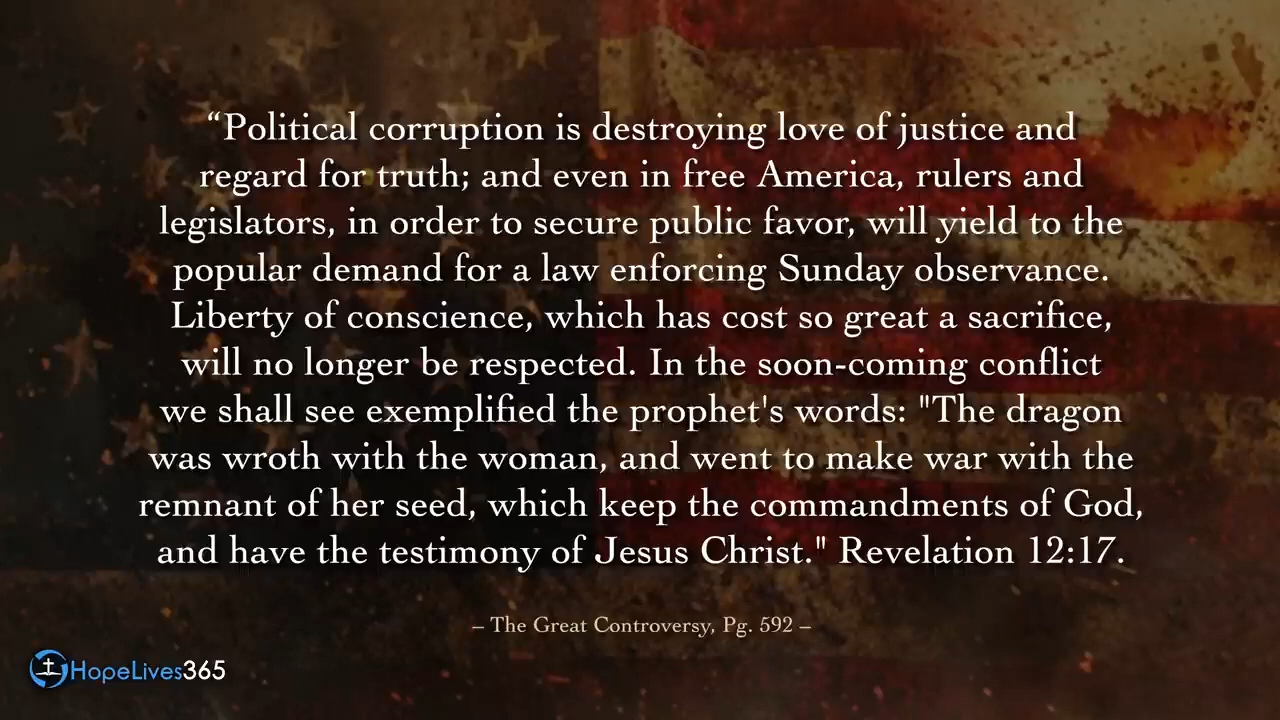 “Political corruption is destroying love of justice and
regard for truth; and even in free America, rulers and
legislators, in order to secure public favor, will yield to the
popular demand for a law enforcing Sunday observance.
Liberty of conscience, which has cost so great a sacrifice,
will no longer be respected. In the soon-coming conflict
we shall see exemplified the prophet's words: "The dragon
was wroth with the woman, and went to make war with the
remnant of her seed, which keep the commandments of God,
and have the testimony of Jesus Christ." Revelation 12:17.
– The Great Controversy, Pg. 592 –
HopeLives365